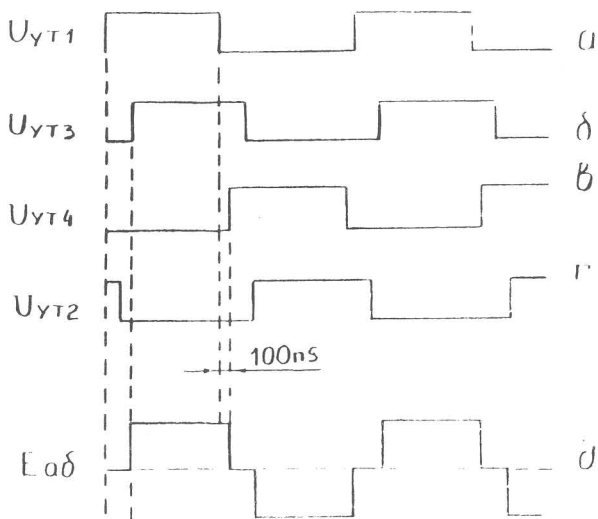 Uут1 а
Uут3 б
в
Uут4
г
Uут2
100ns
Eаб д